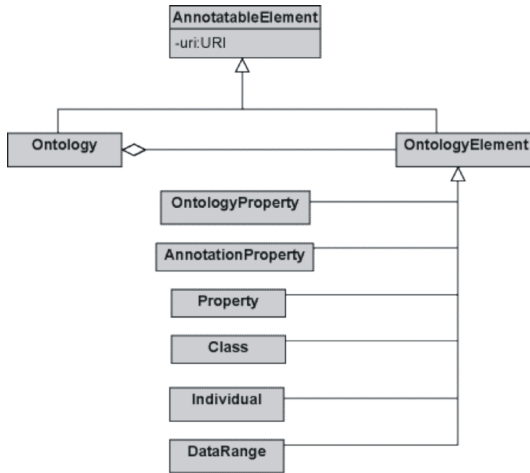 AnnotatableElement
-uri:URI
Ontology
OntologyElement
OntologyProperty
AnnotationProperty
Property
Class
Individual
DataRange